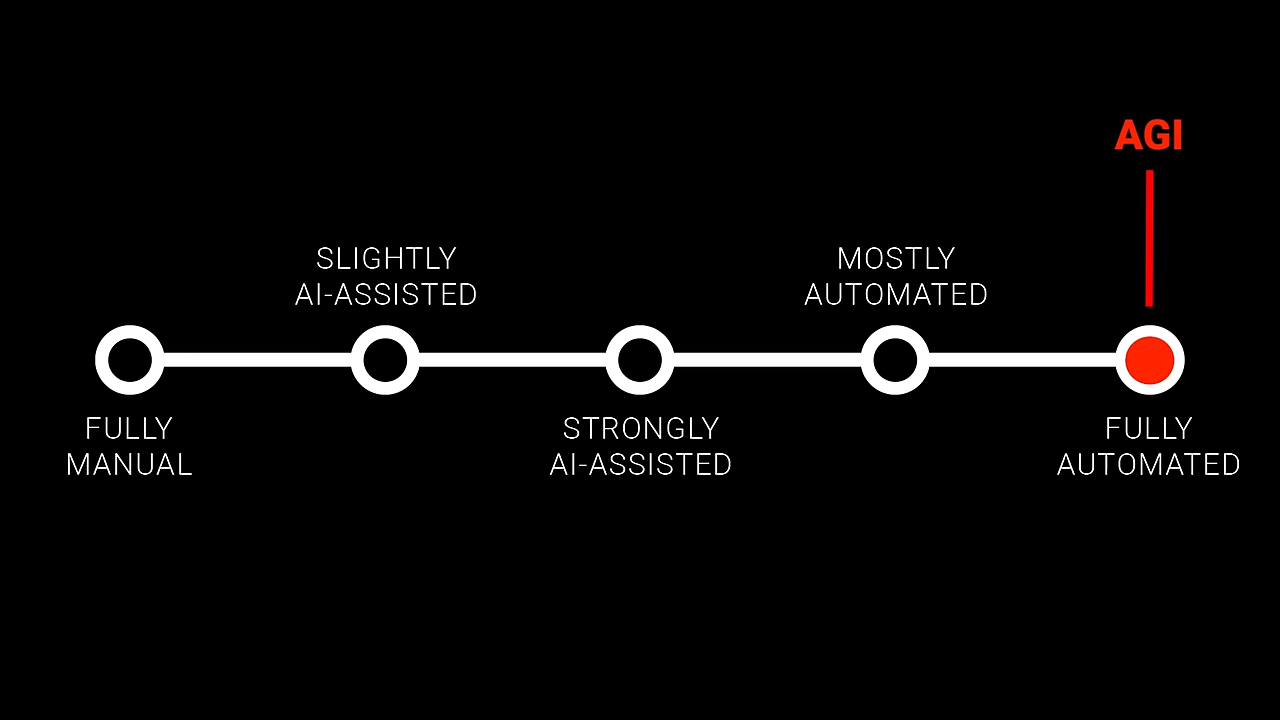 AGI
SLIGHTLY
AI-ASSISTED
MOSTLY
AUTOMATED
FULLY
MANUAL
STRONGLY
AI-ASSISTED
FULLY
AUTOMATED